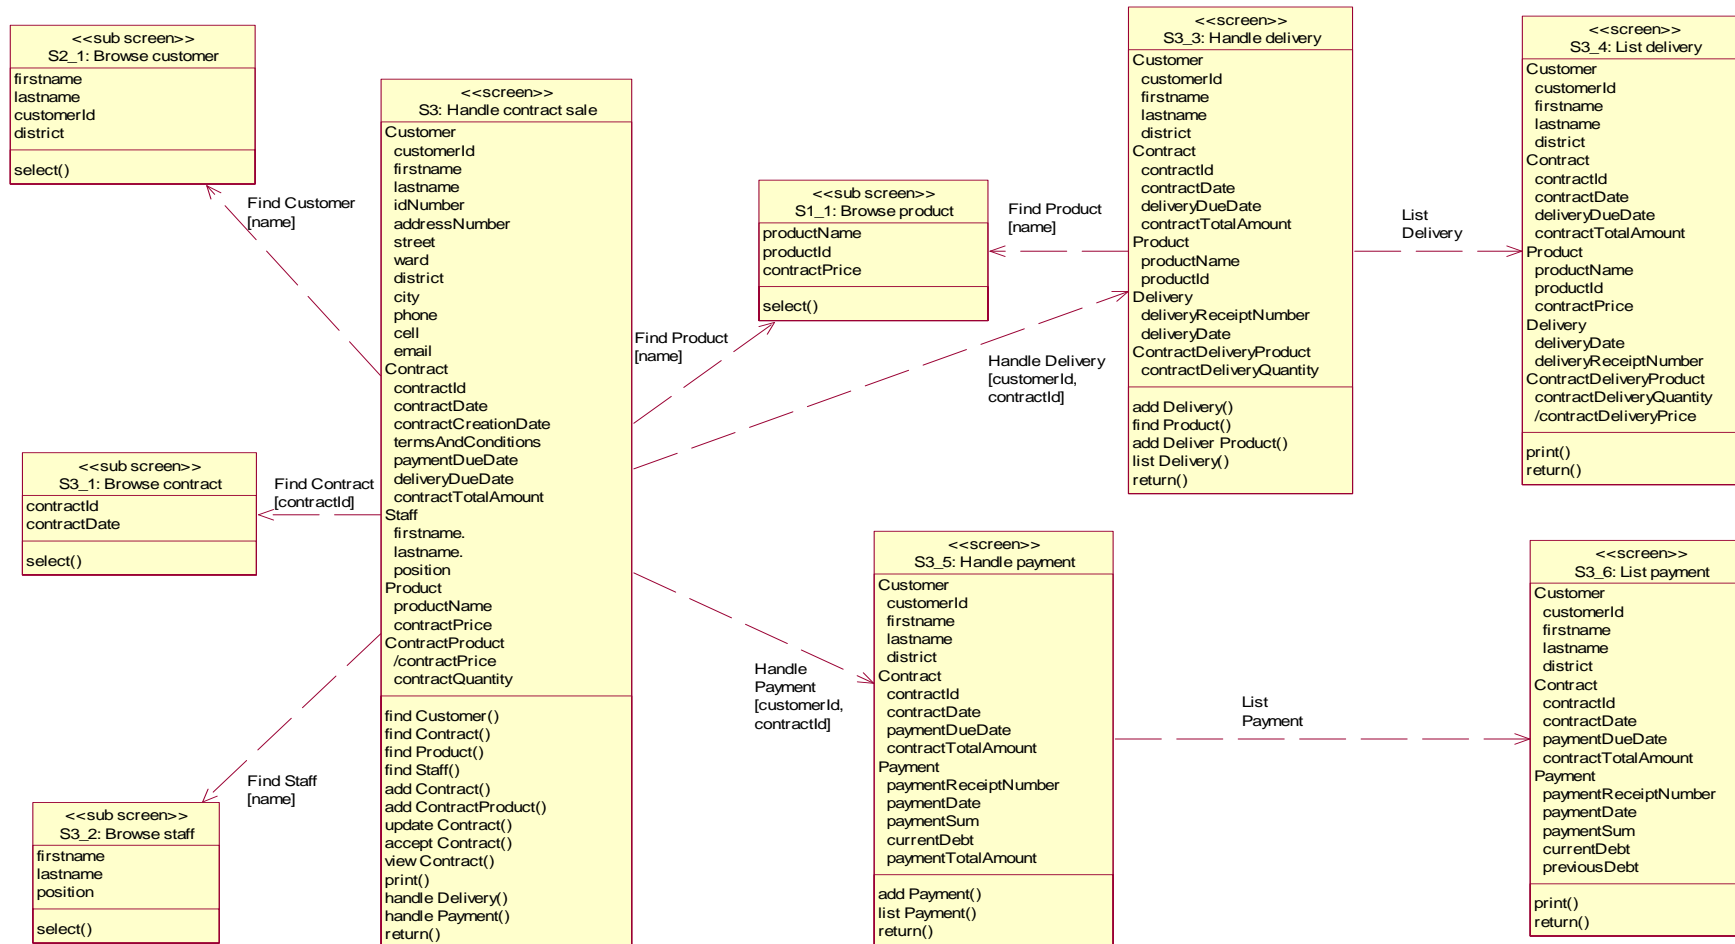 <<sub screen>>
S2_1: Browse customer
firstname
lastname
customerId
district
select()
Find Customer
[name]
<<screen>>
S3: Handle contract sale
Customer
customerId
firstname
lastname
idNumber
addressNumber
street
ward
district
city
phone
cell
email
Contract
contractId
contractDate
contractCreationDate
termsAndConditions
paymentDueDate
deliveryDueDate
contractTotalAmount
Staff
firstname.
lastname.
position
Product
productName
contractPrice
ContractProduct
/contractPrice
contractQuantity
find Customer()
find Contract()
find Product()
find Staff()
add Contract()
add ContractProduct()
update Contract()
accept Contract()
view Contract()
print()
handle Delivery()
handle Payment()
return()
<<sub screen>>
S3_1: Browse contract
contractId
contractDate
select()
Find Contract
[contractId]
<<sub screen>>
S3_2: Browse staff
firstname
lastname
position
select()
Find Staff
[name]
<<sub screen>>
S1_1: Browse product
productName
productId
contractPrice
select()
Find Product
[name]
Find Product
[name]
Handle Delivery
[customerId,
contractId]
<<screen>>
S3_3: Handle delivery
Customer
customerId
firstname
lastname
district
Contract
contractId
contractDate
deliveryDueDate
contractTotalAmount
Product
productName
productId
Delivery
deliveryReceiptNumber
deliveryDate
ContractDeliveryProduct
contractDeliveryQuantity
add Delivery()
find Product()
add Deliver Product()
list Delivery()
return()
List
Delivery
<<screen>>
S3_4: List delivery
Customer
customerId
firstname
lastname
district
Contract
contractId
contractDate
deliveryDueDate
contractTotalAmount
Product
productName
productId
contractPrice
Delivery
deliveryDate
deliveryReceiptNumber
ContractDeliveryProduct
contractDeliveryQuantity
/contractDeliveryPrice
print()
return()
Handle
Payment
[customerId,
contractId]
<<screen>>
S3_5: Handle payment
Customer
customerId
firstname
lastname
district
Contract
contractId
contractDate
paymentDueDate
contractTotalAmount
Payment
paymentReceiptNumber
paymentDate
paymentSum
currentDebt
paymentTotalAmount
add Payment()
list Payment()
return()
List
Payment
<<screen>>
S3_6: List payment
Customer
customerId
firstname
lastname
district
Contract
contractId
contractDate
paymentDueDate
contractTotalAmount
Payment
paymentReceiptNumber
paymentDate
paymentSum
currentDebt
previousDebt
print()
return()